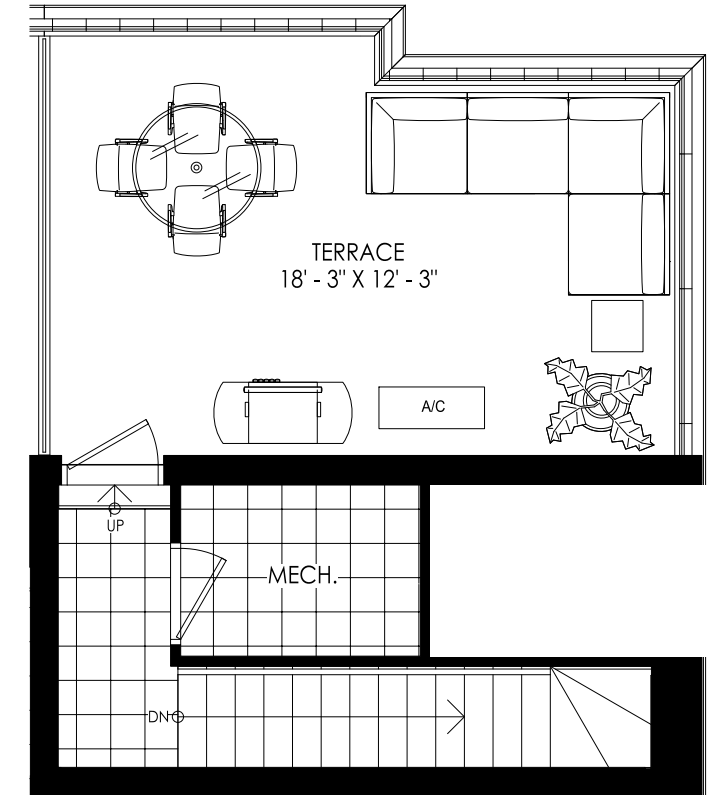 TERRACE
18' - 3" X 12' - 3"
A/C
UP
MECH.
DN